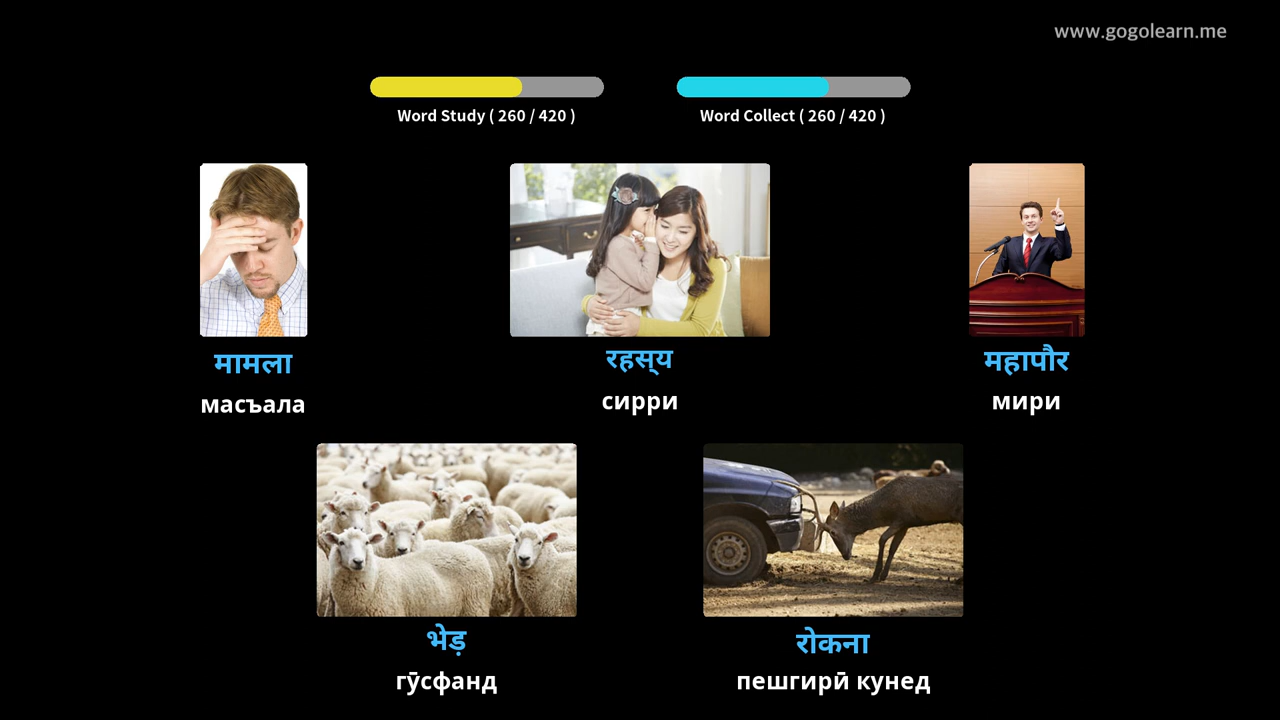 www.gogolearn.me
Word Study ( 260 / 420 )
Word Collect ( 260 / 420 )
मामला
масъала
रहस्य
сирри
महापौर
мири
भेड़
гӯсфанд
रोकना
пешгирӣ кунед